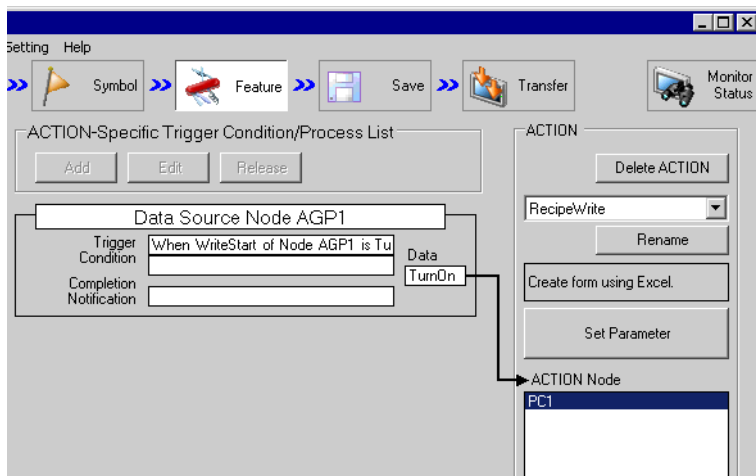 Setting Help
Symbol
Feature
Save
Transfer
Monitor Status
ACTION-Specific Trigger Condition/Process List
Add Edit Release
Data Source Node AGP1
Trigger Condition
When WriteStart of Node AGP1 is Tu
Data
TurnOn
Completion Notification
ACTION
Delete ACTION
RecipeWrite
Rename
Create form using Excel.
Set Parameter
ACTION Node
PC1